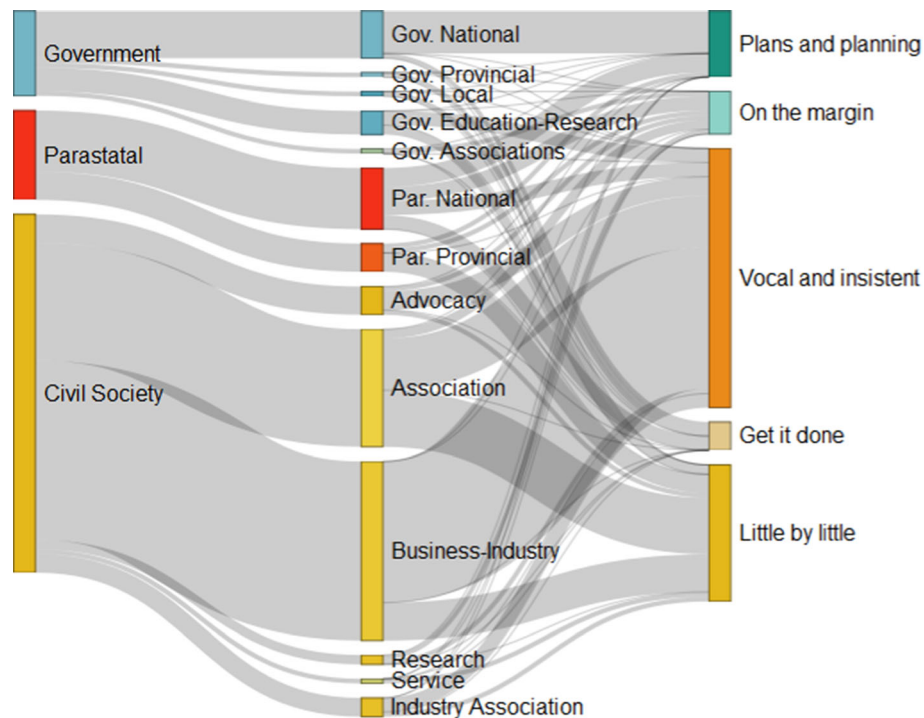 Government
Parastatal
Civil Society
Gov. National
Gov. Provincial
Gov. Local
Gov. Education-Research
Gov. Associations
Par. National
Par. Provincial
Advocacy
Association
Business-Industry
Research
Service
Industry Association
Plans and planning
On the margin
Vocal and insistent
Get it done
Little by little